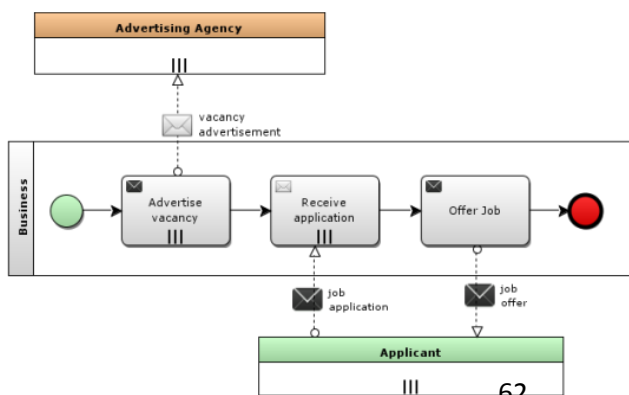 Advertising Agency
vacancy
advertisement
Business
Advertise
vacancy
Receive
application
Offer Job
job
application
job
offer
Applicant
62